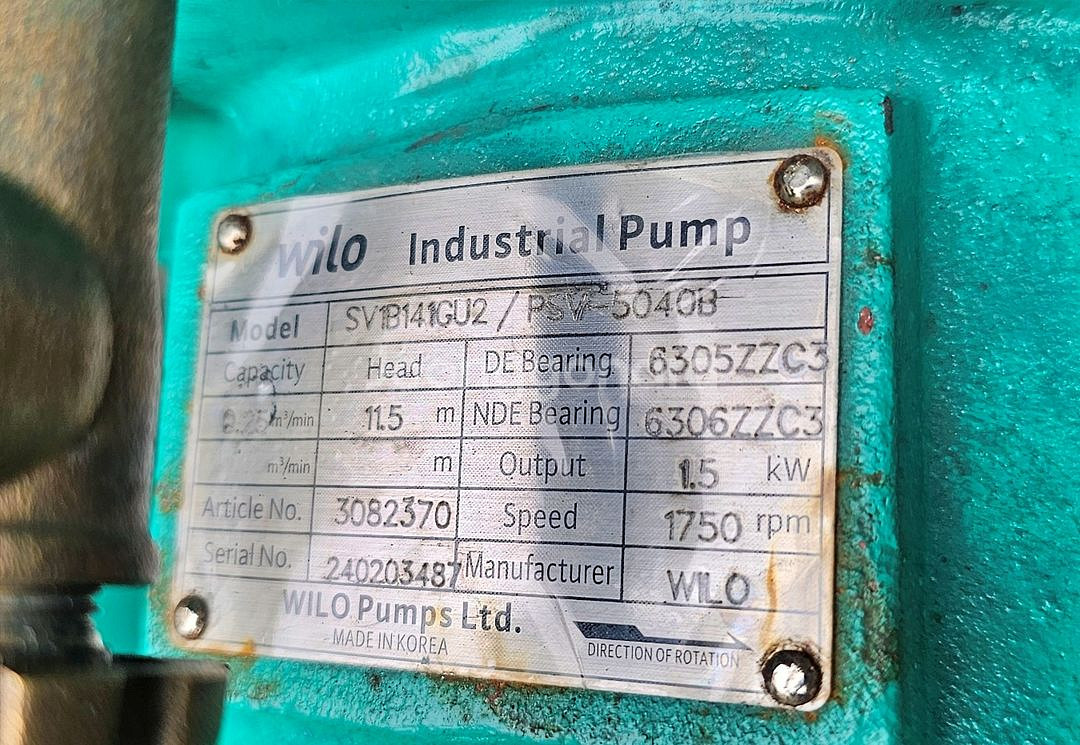 wilo Industrial Pump
Model SV1B141GU2 / PSV-5040B
Capacity Head DE Bearing 6305ZZC3
m³/min 11.5 m NDE Bearing 6306ZZC3
m³/min m Output 1.5 kW
Article No. 3082370 Speed 1750 rpm
Serial No. 240203487 Manufacturer WILO
WILO Pumps Ltd.
MADE IN KOREA
DIRECTION OF ROTATION